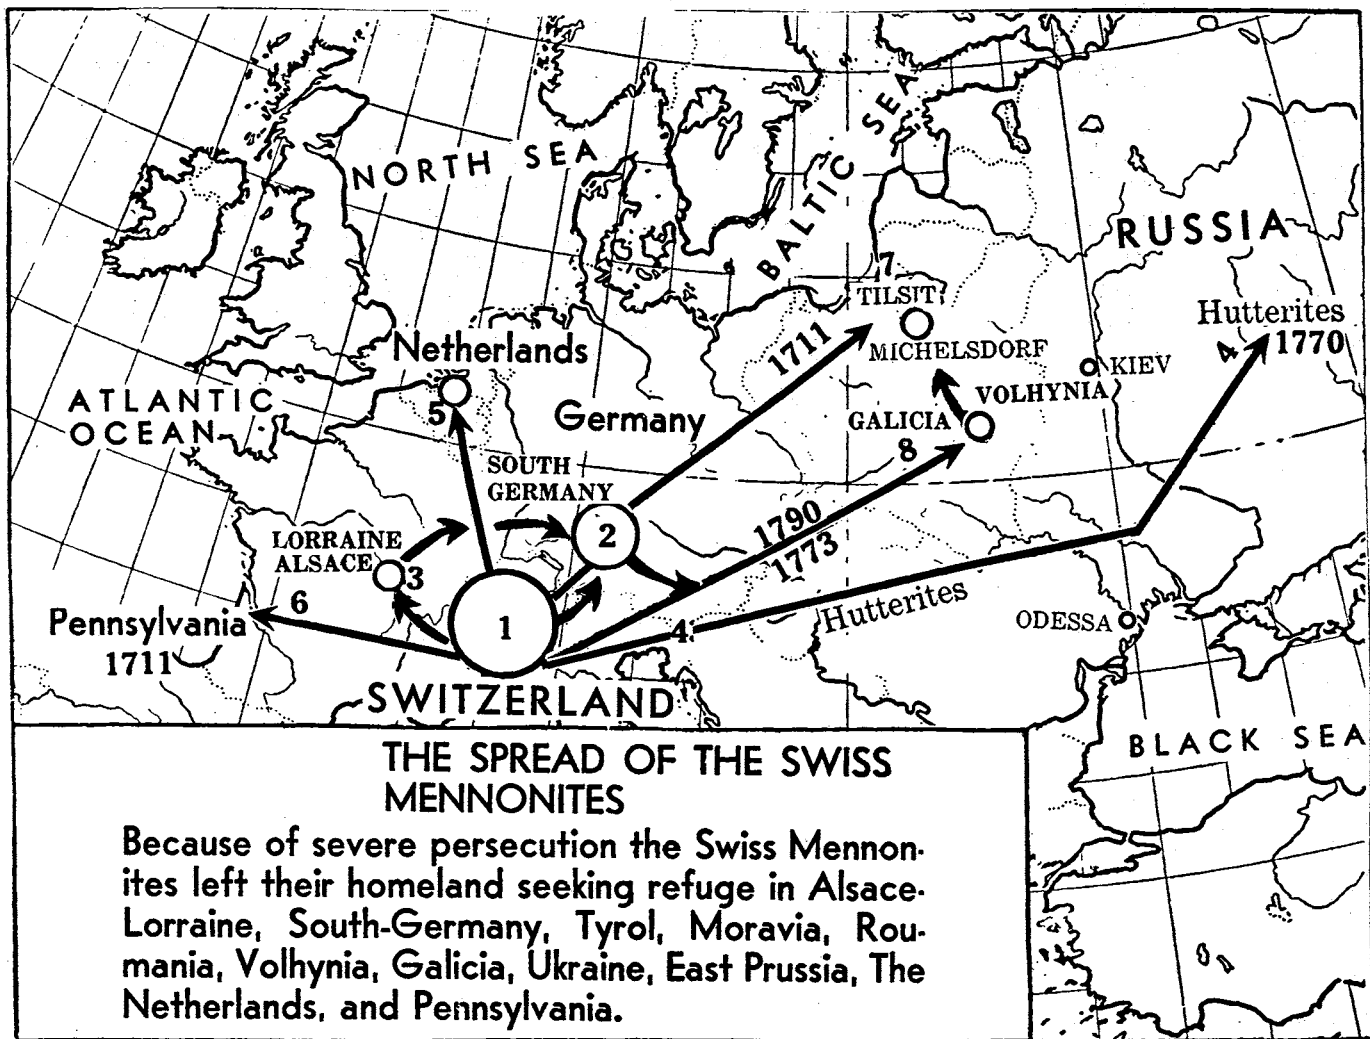 NORTH SEA
BALTIC SEA
RUSSIA
7
TILSIT
Hutterites
4 1770
1711
MICHELSDORF
Netherlands
KIEV
VOLHYNIA
ATLANTIC
OCEAN
5
Germany
GALICIA
8
SOUTH
GERMANY
1790
1773
2
LORRAINE
ALSACE
3
6
Pennsylvania
1711
1
4
Hutterites
ODESSA
SWITZERLAND
BLACK SEA
THE SPREAD OF THE SWISS
MENNONITES
Because of severe persecution the Swiss Mennon-
ites left their homeland seeking refuge in Alsace-
Lorraine, South-Germany, Tyrol, Moravia, Rou-
mania, Volhynia, Galicia, Ukraine, East Prussia, The
Netherlands, and Pennsylvania.